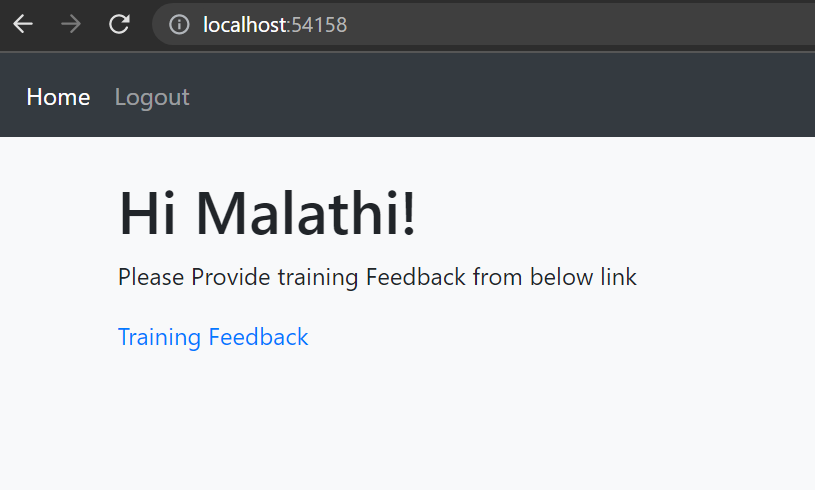 localhost:54158
Home Logout
Hi Malathi!
Please Provide training Feedback from below link
Training Feedback